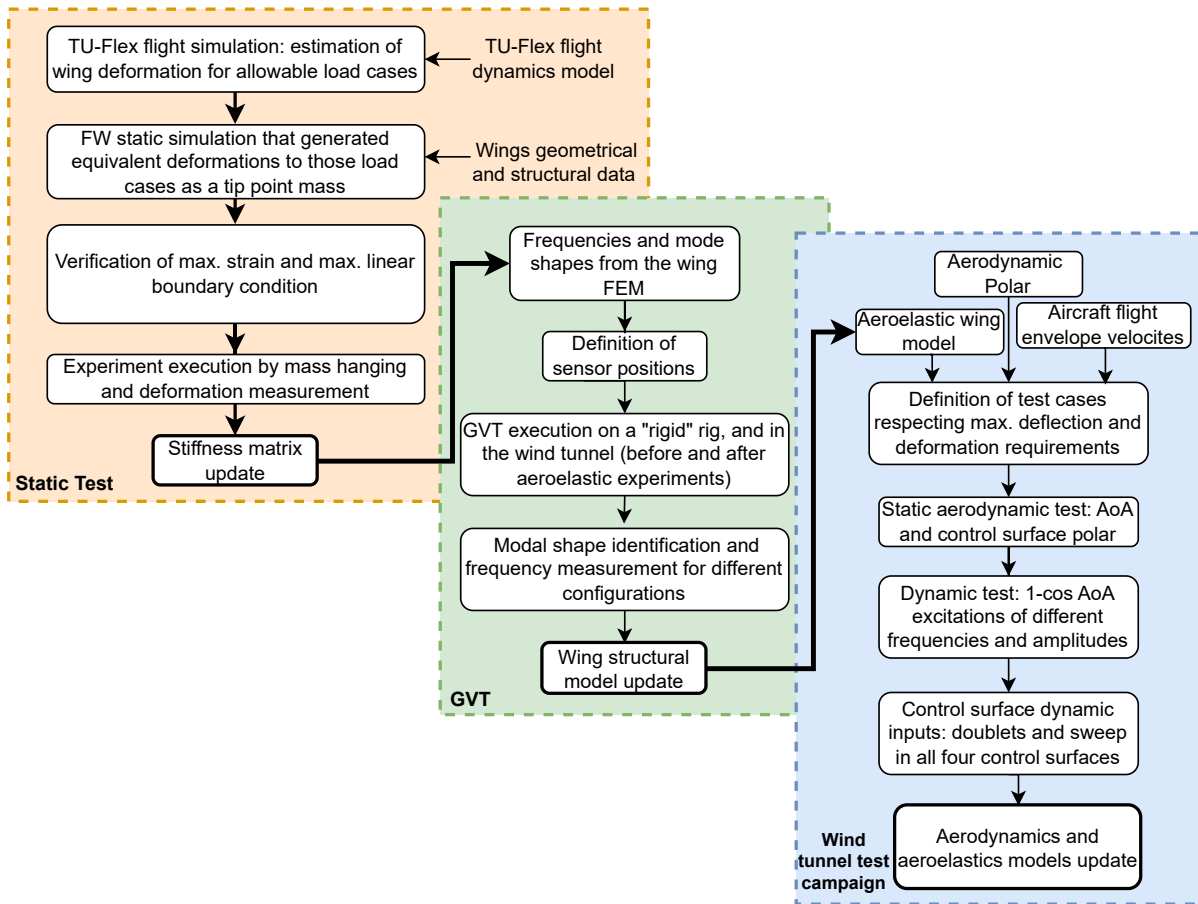 TU-Flex flight simulation: estimation of
wing deformation for allowable load cases
TU-Flex flight
dynamics model
FW static simulation that generated
equivalent deformations to those load
cases as a tip point mass
Wings geometrical
and structural data
Verification of max. strain and max. linear
boundary condition
Experiment execution by mass hanging
and deformation measurement
Stiffness matrix
update
Static Test
Frequencies and mode
shapes from the wing
FEM
Definition of
sensor positions
GVT execution on a "rigid" rig, and in
the wind tunnel (before and after
aeroelastic experiments)
Modal shape identification and
frequency measurement for different
configurations
Wing structural
model update
GVT
Aerodynamic
Polar
Aeroelastic wing
model
Aircraft flight
envelope velocites
Definition of test cases
respecting max. deflection and
deformation requirements
Static aerodynamic test: AoA
and control surface polar
Dynamic test: 1-cos AoA
excitations of different
frequencies and amplitudes
Control surface dynamic
inputs: doublets and sweep
in all four control surfaces
Aerodynamics and
aeroelastics models update
Wind
tunnel test
campaign